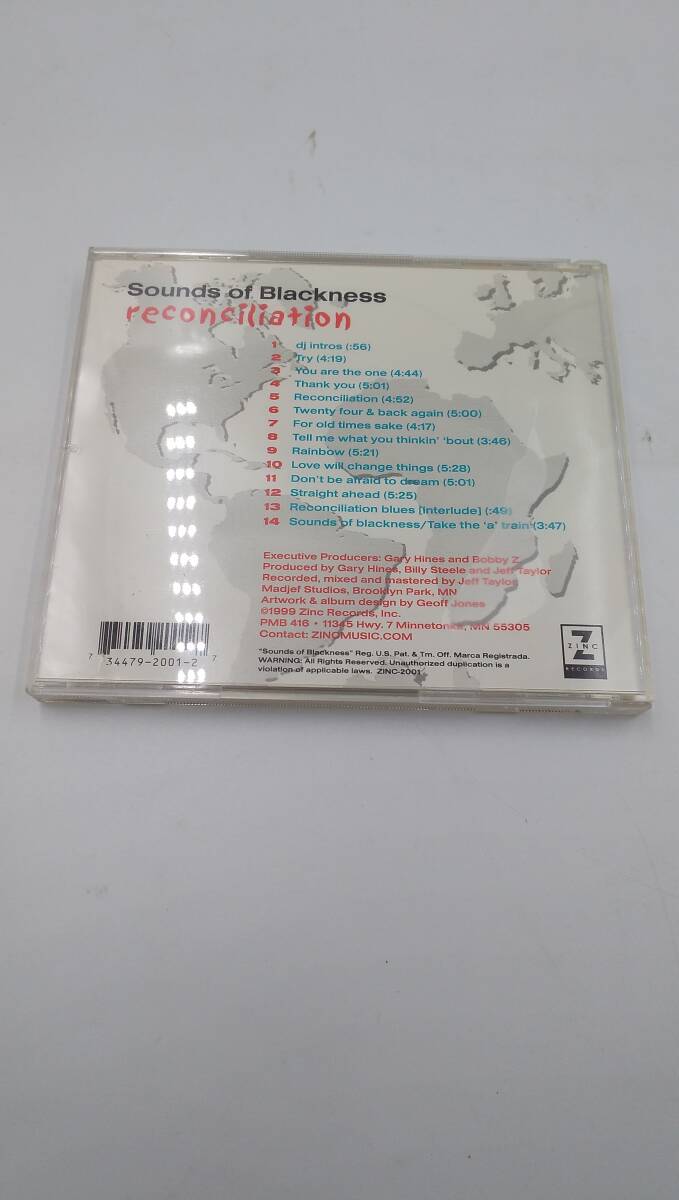 Sounds of Blackness
reconciliation
1 dj intros (:56)
2 Try (4:19)
3 You are the one (4:44)
4 Thank you (5:01)
5 Reconciliation (4:52)
6 Twenty four & back again (5:00)
7 For old times sake (4:17)
8 Tell me what you thinkin' 'bout (3:46)
9 Rainbow (5:21)
10 Love will change things (5:28)
11 Don't be afraid to dream (5:01)
12 Straight ahead (5:25)
13 Reconciliation blues [Interlude] (:49)
14 Sounds of blackness/Take the 'a' train (3:47)
Executive Producers: Gary Hines and Bobby Z.
Produced by Gary Hines, Billy Steele and Jeff Taylor
Recorded, mixed and mastered by Jeff Taylor
Madjef Studios, Brooklyn Park, MN
Artwork & album design by Geoff Jones
©1999 Zinc Records, Inc.
PMB 416 • 11345 Hwy. 7 Minnetonka, MN 55305
Contact: ZINCMUSIC.COM
"Sounds of Blackness" Reg. U.S. Pat. & Tm. Off. Marca Registrada.
WARNING: All Rights Reserved. Unauthorized duplication is a
violation of applicable laws. ZINC-2001
7 34479-2001-2 7
Z
ZINC
RECORDS